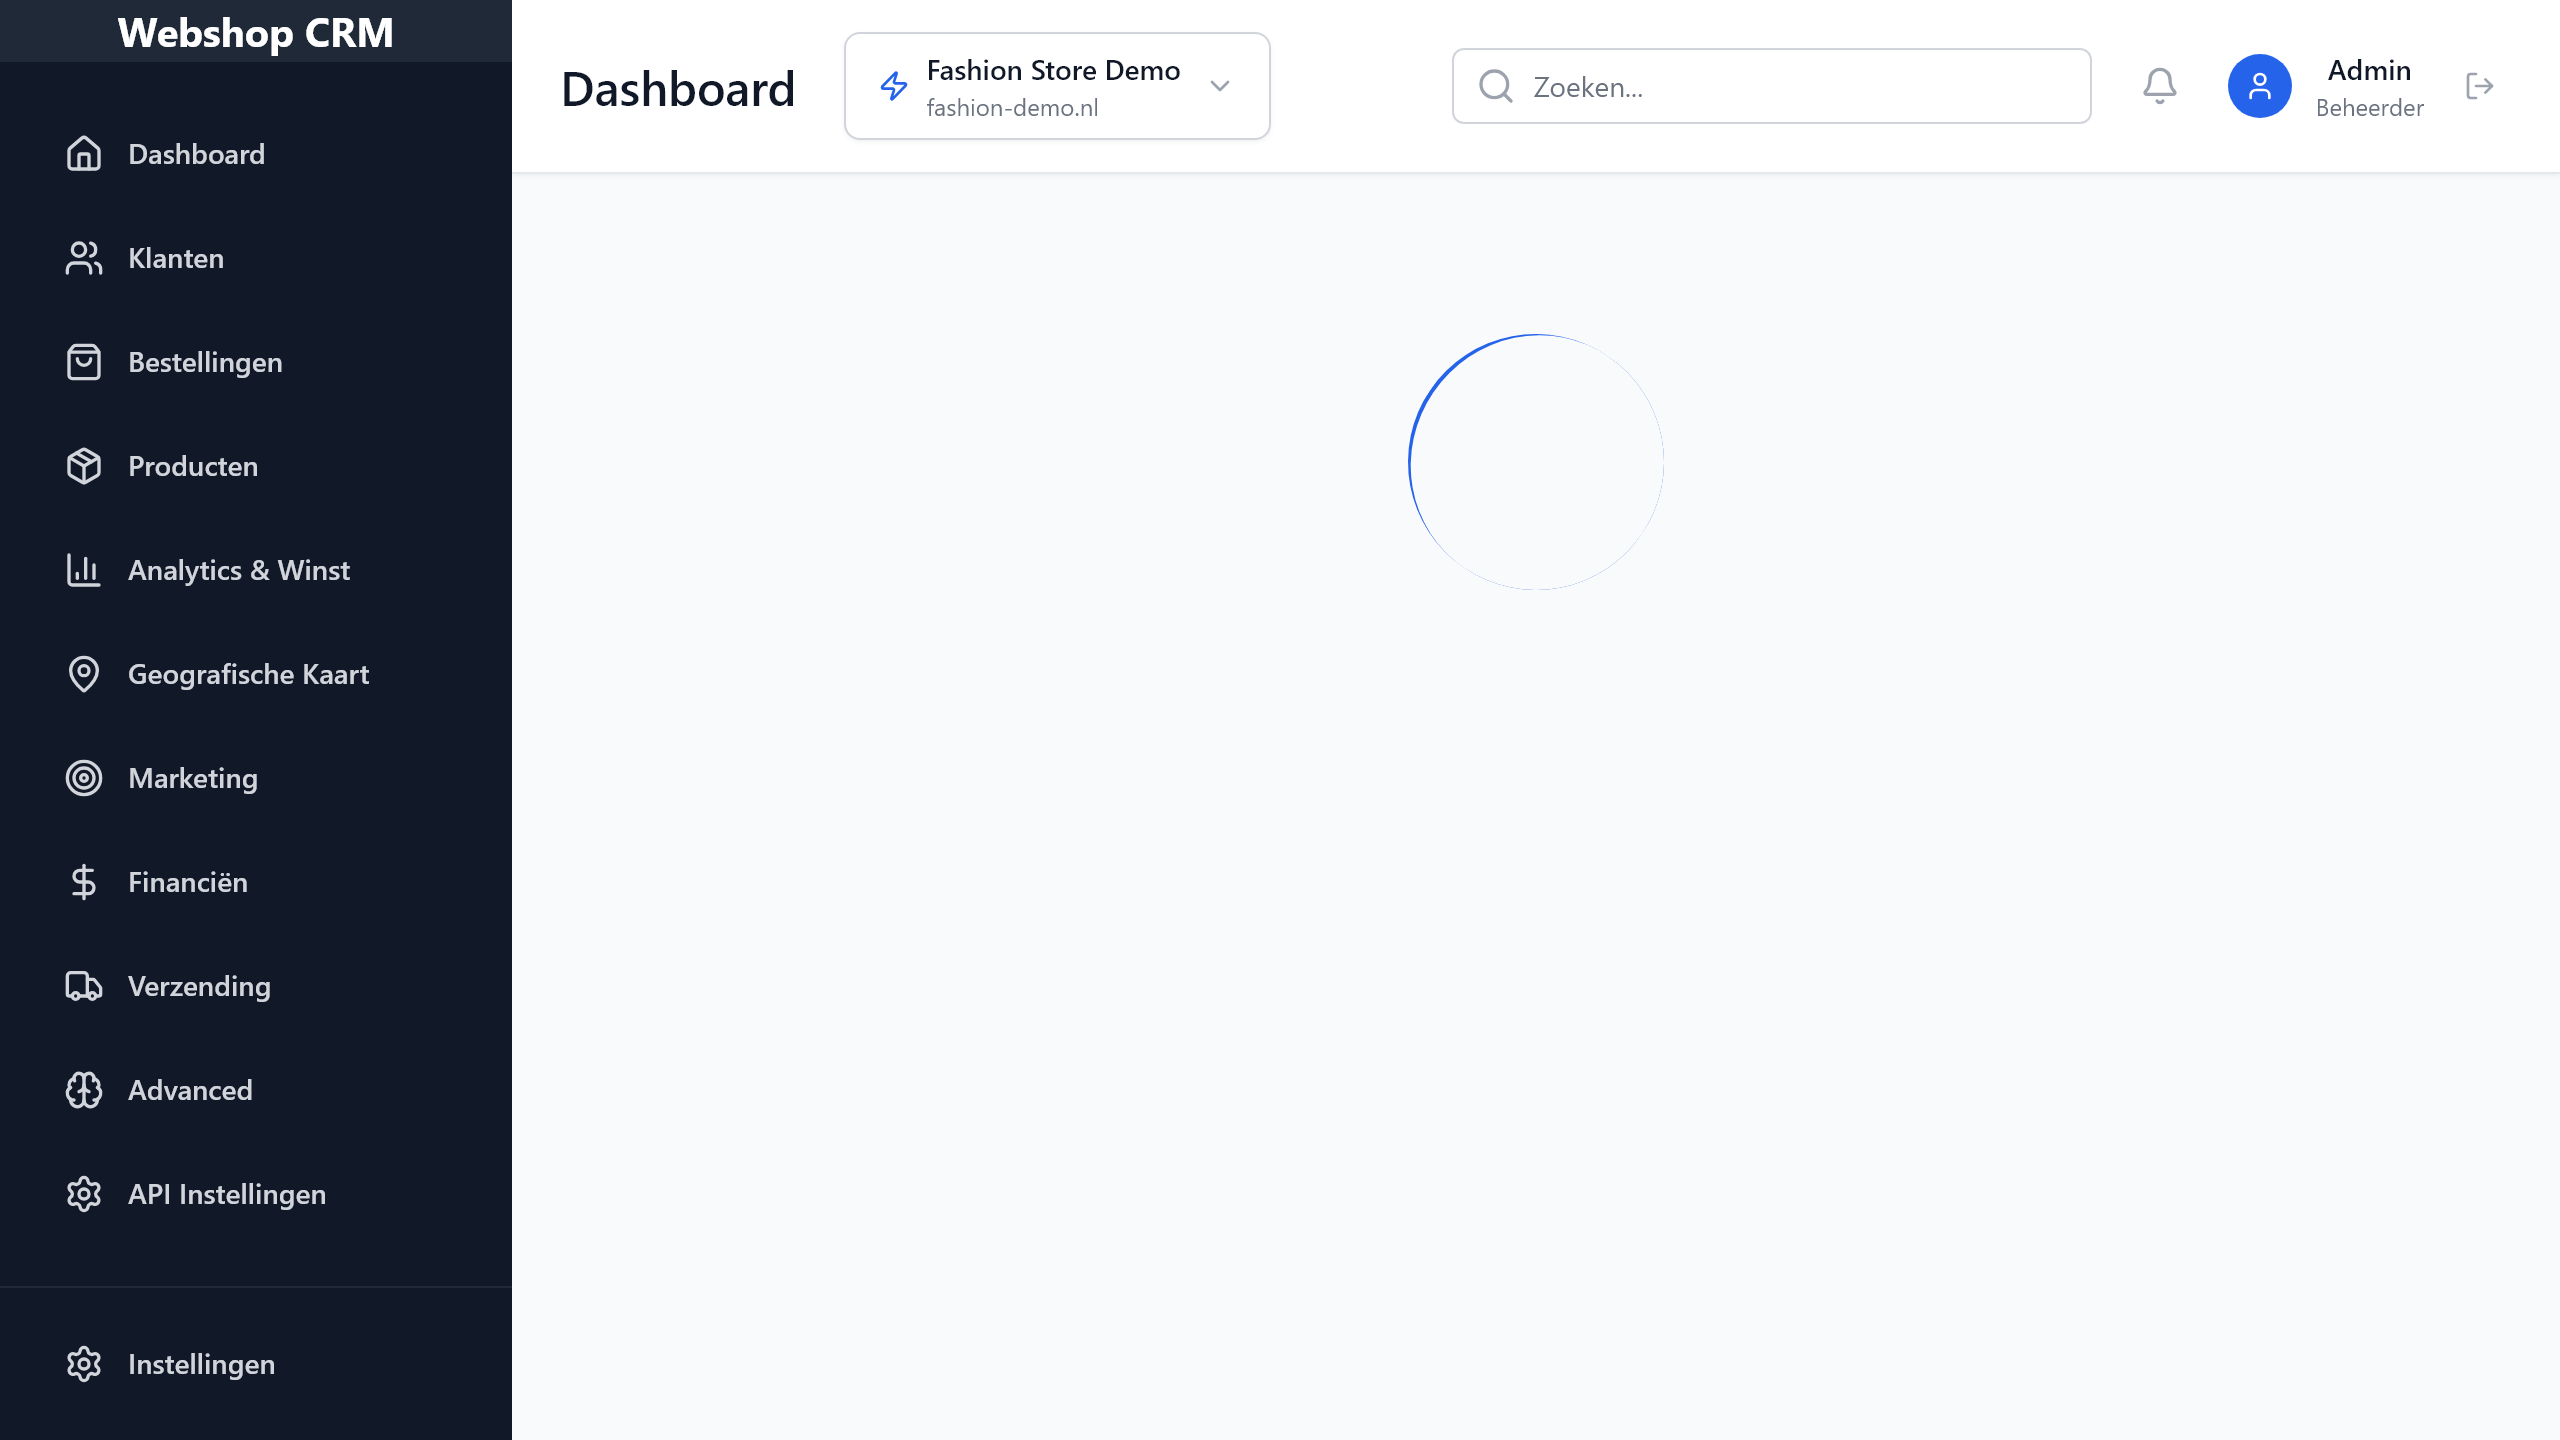 Webshop CRM
Dashboard
Klanten
Bestellingen
Producten
Analytics & Winst
Geografische Kaart
Marketing
Financiën
Verzending
Advanced
API Instellingen
Instellingen
Dashboard
Fashion Store Demo
fashion-demo.nl
Zoeken...
Admin
Beheerder